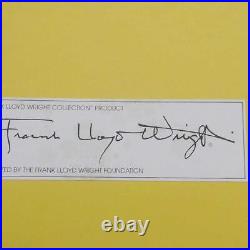 K LLOYD WRIGHT COLLECTION® PRODUCT
Frank Lloyd Wright
TED BY THE FRANK LLOYD WRIGHT FOUNDATION